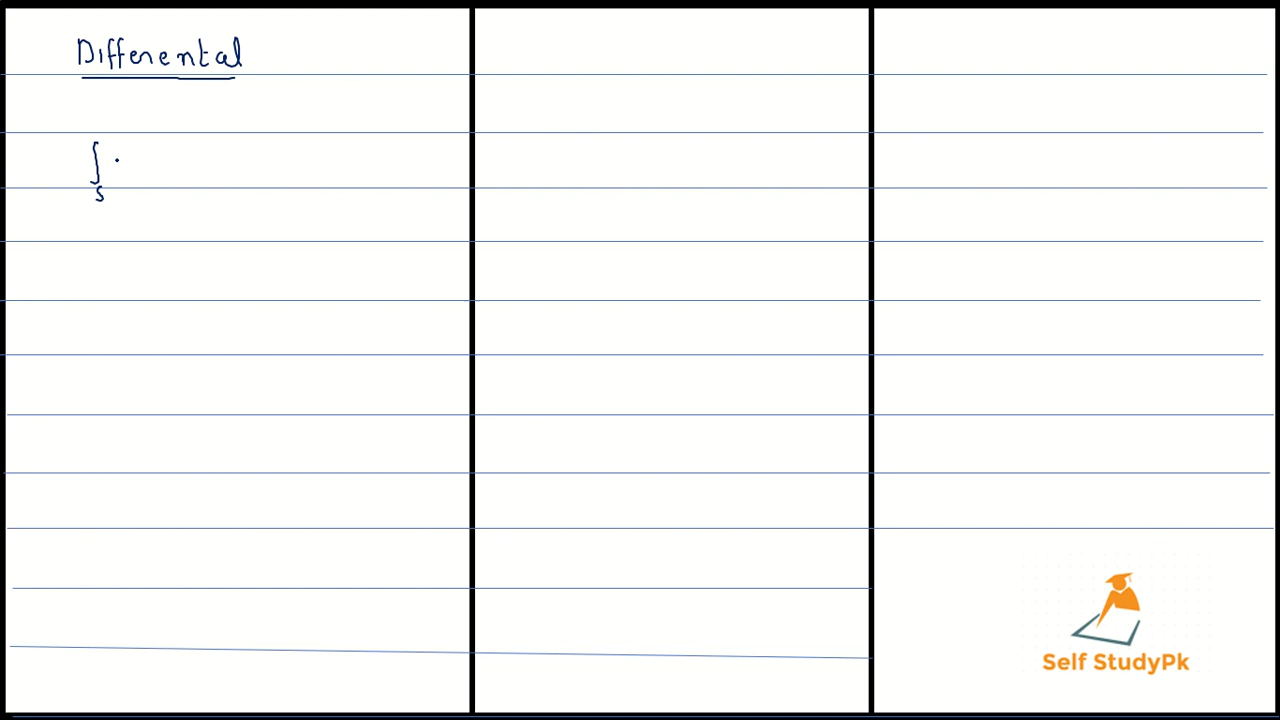 Differental
∫ .
s
Self StudyPk